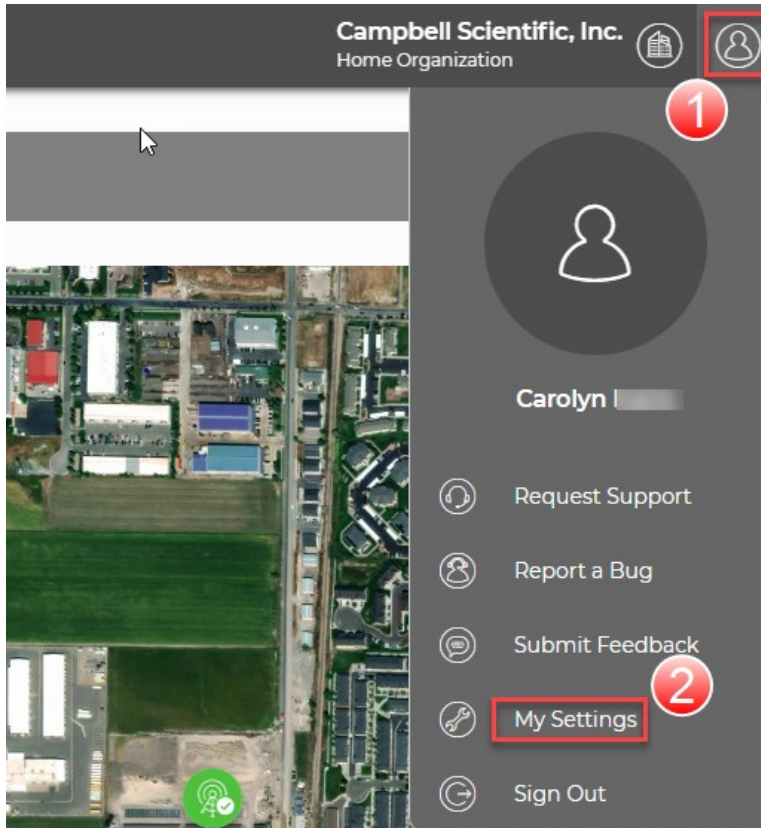 Campbell Scientific, Inc.
Home Organization
1
Carolyn
Request Support
Report a Bug
Submit Feedback
2
My Settings
Sign Out